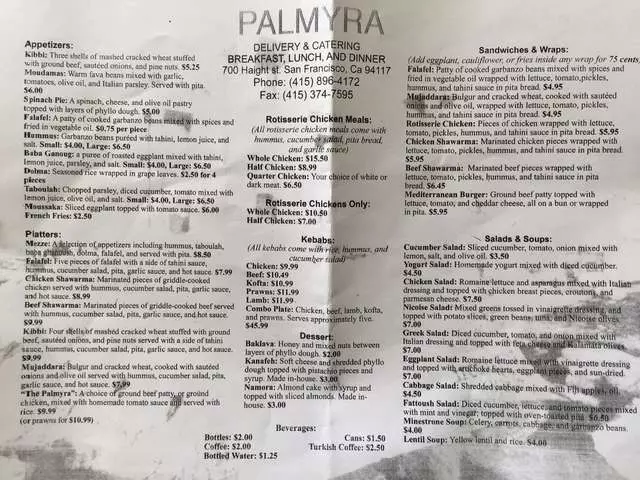 PALMYRA
DELIVERY & CATERING
BREAKFAST, LUNCH, AND DINNER
700 Haight st. San Francisco, CA 94117
Phone: (415) 896-4172
Fax: (415) 374-7595
Appetizers:
Kibbi: Three shells of mashed cracked wheat stuffed
with ground beef, sautéed onions, and pine nuts. $5.25
Moudamas: Warm fava beans mixed with garlic,
tomatoes, olive oil, and Italian parsley. Served with pita.
$6.00
Spinach Pie: A spinach, cheese, and olive oil pastry
topped with layers of phyllo dough. $5.00
Falafel: A patty of cooked garbanzo beans mixed with spices and
fried in vegetable oil. $0.75 per piece
Hummus: Garbanzo beans puréed with tahini, lemon juice, and
salt. Small: $4.00, Large: $6.50
Baba Ganoug: a puree of roasted eggplant mixed with tahini,
lemon juice, parsley, and salt. Small: $4.00, Large: $6.50
Dolma: Seasoned rice wrapped in grape leaves. $2.50 for 4
pieces
Taboulah: Chopped parsley, diced cucumber, tomato mixed with
lemon juice, olive oil, and salt. Small: $4.00, Large: $6.50
Moussaka: Sliced eggplant topped with tomato sauce. $6.00
French Fries: $2.50
Platters:
Mezze: A selection of appetizers including hummus, taboulah,
baba ghanoush, dolma, falafel, and served with pita. $8.50
Falafel: Five pieces of falafel with a side of tahini sauce,
hummus, cucumber salad, pita, garlic sauce, and hot sauce. $7.99
Chicken Shawarma: Marinated pieces of griddle-cooked
chicken served with hummus, cucumber salad, pita, garlic
sauce, and hot sauce. $8.99
Beef Shawarma: Marinated pieces of griddle-cooked beef served
with hummus, cucumber salad, pita, garlic sauce, and hot sauce.
$9.99
Kibbi: Four shells of mashed cracked wheat stuffed with ground
beef, sautéed onions, and pine nuts served with a side of tahini
sauce, hummus, cucumber salad, pita, garlic sauce, and hot sauce.
$9.99
Mujaddara: Bulgur and cracked wheat, cooked with sautéed
onions and olive oil served with hummus, cucumber salad, pita,
garlic sauce, and hot sauce. $7.99
"The Palmyra": A choice of ground beef patty, or ground
chicken, mixed with homemade tomato sauce and served with
rice. $9.99
(or prawns for $10.99)
Rotisserie Chicken Meals:
(All rotisserie chicken meals come with
hummus, cucumber salad, pita bread,
and garlic sauce)
Whole Chicken: $15.50
Half Chicken: $8.99
Quarter Chicken: Your choice of white or
dark meat. $6.50
Rotisserie Chickens Only:
Whole Chicken: $10.50
Half Chicken: $7.00
Kebabs:
(All kebabs come with rice, hummus, and
cucumber salad)
Chicken: $9.99
Beef: $10.49
Kofta: $10.99
Prawns: $11.99
Lamb: $11.99
Combo Plate: Chicken, beef, lamb, kofta,
and prawns. Serves approximately five.
$45.99
Dessert:
Baklava: Honey and mixed nuts between
layers of phyllo dough. $2.00
Kanafeh: Soft cheese and shredded phyllo
dough topped with pistachio pieces and
syrup. Made in-house. $3.00
Namora: Almond cake with syrup and
topped with sliced almonds. Made in-
house. $3.00
Sandwiches & Wraps:
(Add eggplant, cauliflower, or fries inside any wrap for 75 cents)
Falafel: Patty of cooked garbanzo beans mixed with spices and
fried in vegetable oil wrapped with lettuce, tomato, pickles,
hummus, and tahini sauce in pita bread. $4.95
Mujaddara: Bulgur and cracked wheat, cooked with sautéed
onions and olive oil, wrapped with lettuce, tomato, pickles,
hummus, and tahini sauce in pita bread. $4.95
Rotisserie Chicken: Pieces of chicken wrapped with lettuce,
tomato, pickles, hummus, and tahini sauce in pita bread. $5.95
Chicken Shawarma: Marinated chicken pieces wrapped with
lettuce, tomato, pickles, hummus, and tahini sauce in pita bread.
$5.95
Beef Shawarma: Marinated beef pieces wrapped with
lettuce, tomato, pickles, hummus, and tahini sauce in pita
bread. $6.45
Mediterranean Burger: Ground beef patty topped with
lettuce, tomato, and cheddar cheese, all on a bun or wrapped
in pita. $5.95
Salads & Soups:
Cucumber Salad: Sliced cucumber, tomato, onion mixed with
lemon, salt, and olive oil. $3.50
Yogurt Salad: Homemade yogurt mixed with diced cucumber.
$4.50
Chicken Salad: Romaine lettuce and asparagus mixed with Italian
dressing and topped with chicken breast pieces, croutons, and
parmesan cheese. $7.50
Nicoise Salad: Mixed greens tossed in vinaigrette dressing, and
topped with potato slices, green beans, tuna, and Nicoise olives.
$7.00
Greek Salad: Diced cucumber, tomato, and onion mixed with
Italian dressing and topped with feta cheese and Kalamata olives
$7.00
Eggplant Salad: Romaine lettuce mixed with vinaigrette dressing
and topped with artichoke hearts, eggplant pieces, and sun-dried.
$7.00
Cabbage Salad: Shredded cabbage mixed with Fiji apples, oil.
$4.50
Fattoush Salad: Diced cucumber, lettuce, and tomato pieces mixed
with mint and vinegar; topped with oven-toasted pita. $6.50
Minestrone Soup: Celery, carrots, cabbage, and garbanzo beans.
$4.00
Lentil Soup: Yellow lentil and rice. $4.00
Beverages:
Bottles: $2.00
Coffee: $2.00
Bottled Water: $1.25
Cans: $1.50
Turkish Coffee: $2.50